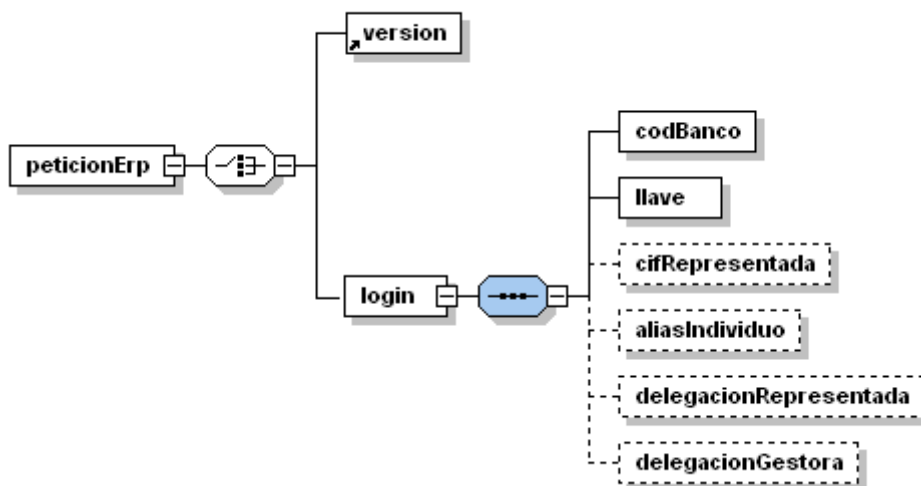 version
peticionErp
codBanco
llave
cifRepresentada
login
aliasIndividuo
delegacionRepresentada
delegacionGestora